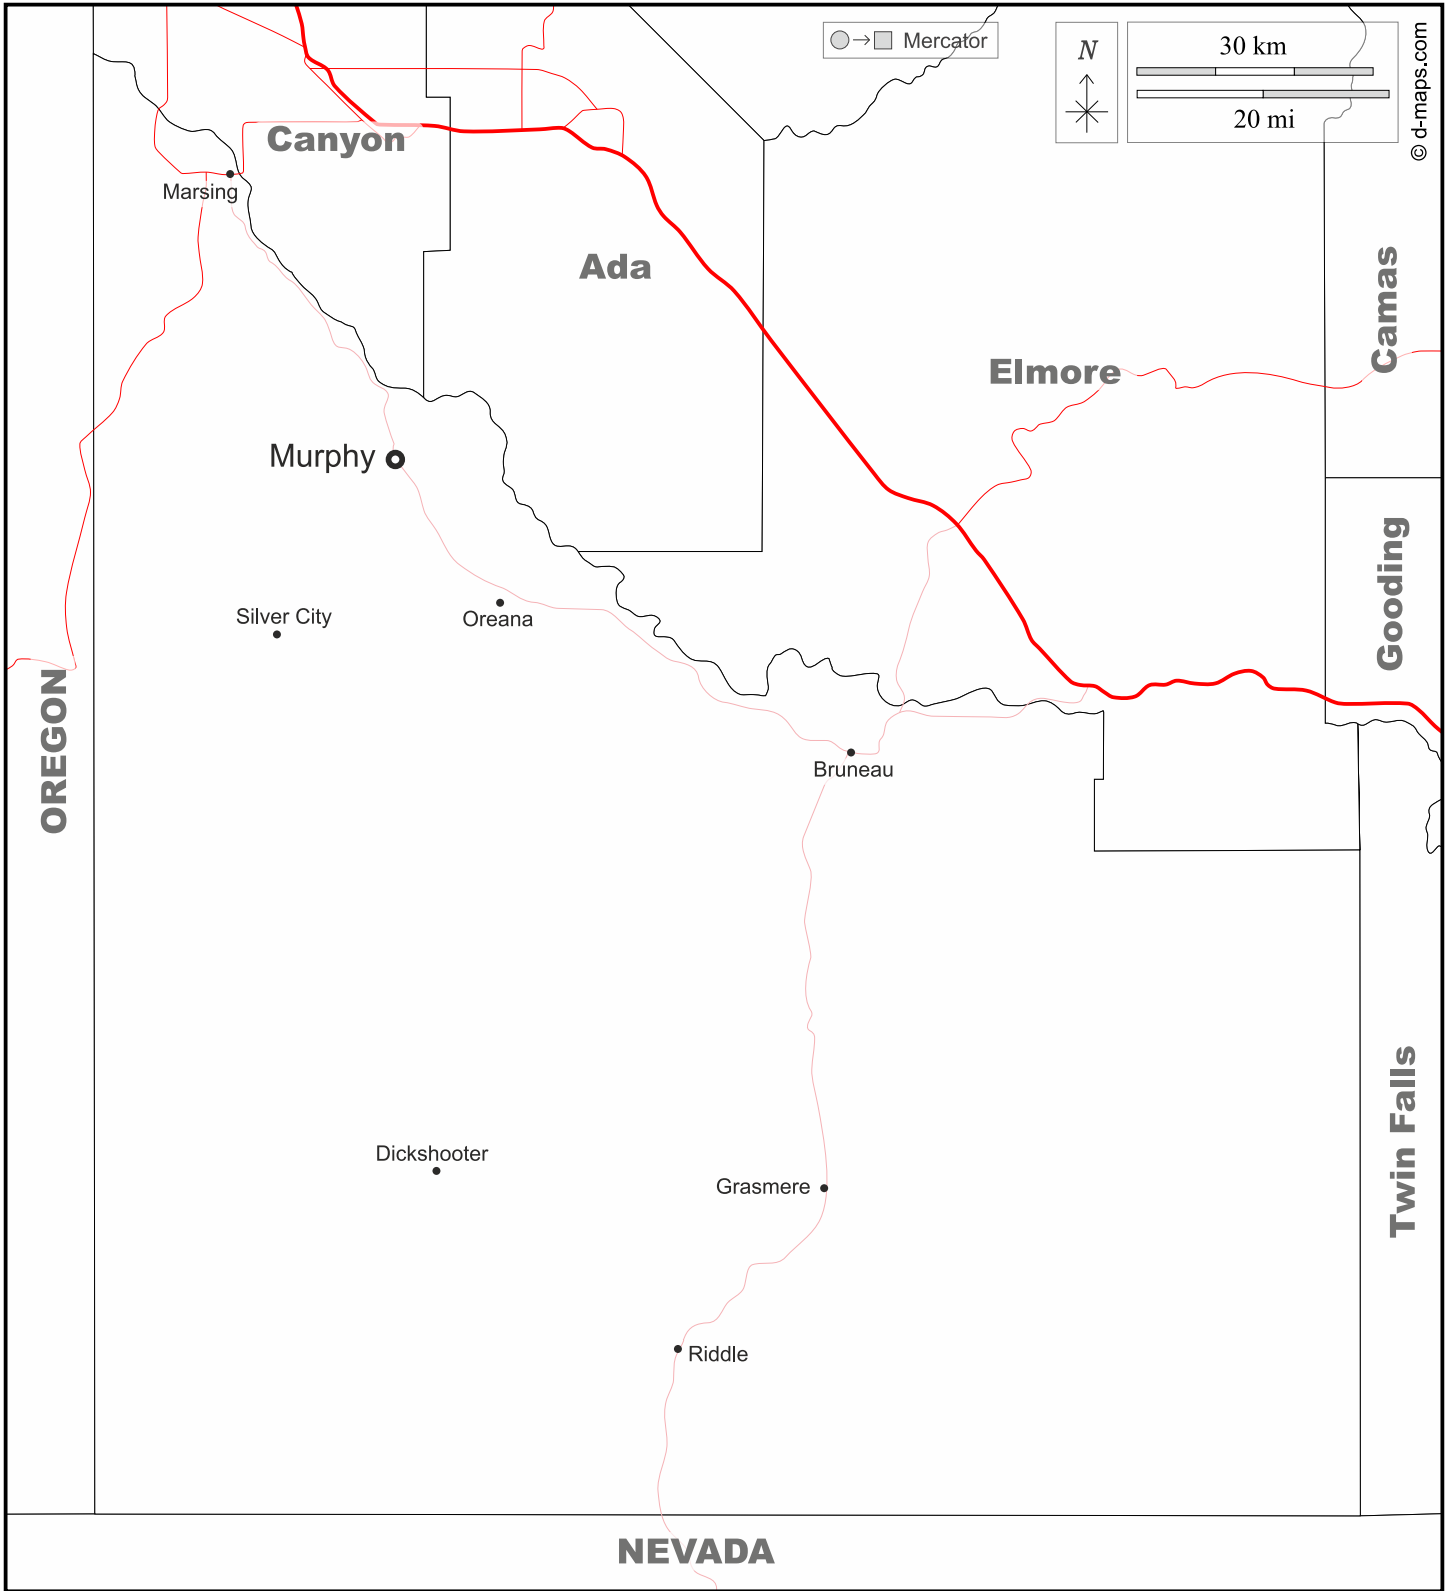 Mercator
N
30 km
20 mi
© d-maps.com
Canyon
Marsing
Ada
Camas
Elmore
Murphy
Gooding
Silver City
Oreana
OREGON
Bruneau
Twin Falls
Dickshooter
Grasmere
Riddle
NEVADA